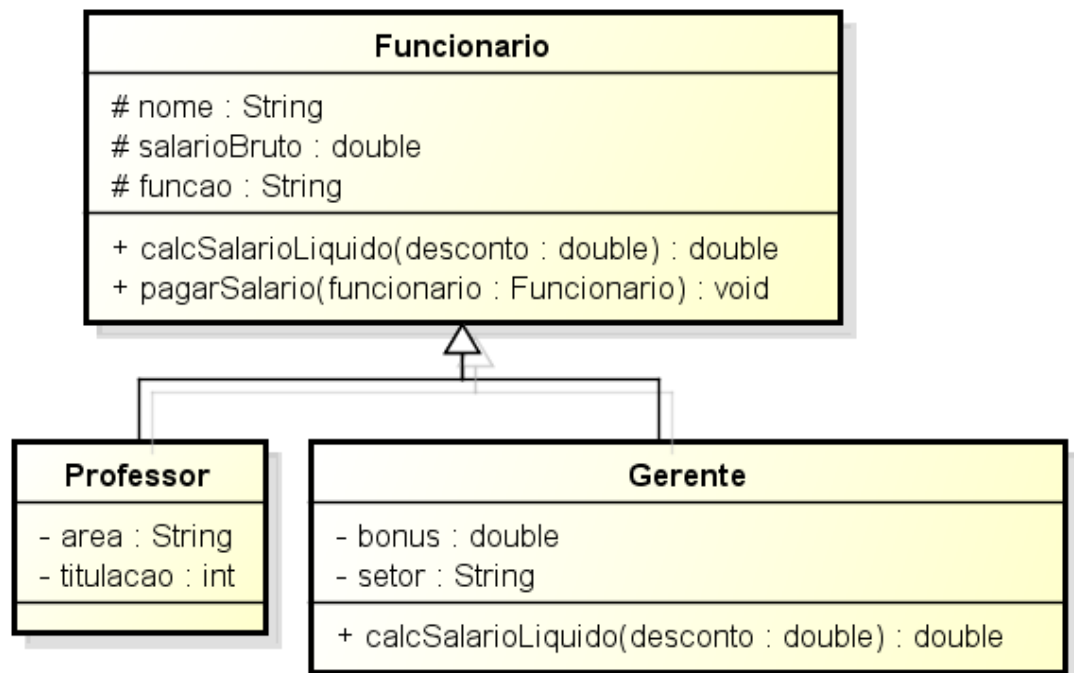 Funcionario
# nome : String
# salarioBruto : double
# funcao : String
+ calcSalarioLiquido(desconto : double) : double
+ pagarSalario(funcionario : Funcionario) : void
Professor
- area : String
- titulacao : int
Gerente
- bonus : double
- setor : String
+ calcSalarioLiquido(desconto : double) : double